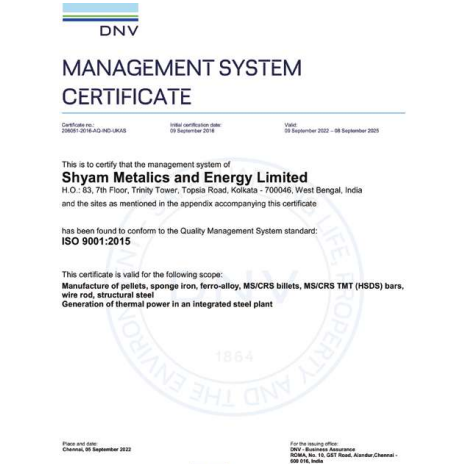 DNV
MANAGEMENT SYSTEM
CERTIFICATE
Certificate no.:
Initial certification date:
Valid:
09 September 2016
09 September 2022 – 08 September 2025
This is to certify that the management system of
Shyam Metalics and Energy Limited
H.O.: 83, 7th Floor, Trinity Tower, Topsia Road, Kolkata - 700046, West Bengal, India
and the sites as mentioned in the appendix accompanying this certificate
has been found to conform to the Quality Management System standard:
ISO 9001:2015
This certificate is valid for the following scope:
Manufacture of pellets, sponge iron, ferro-alloy, MS/CRS billets, MS/CRS TMT (HSDS) bars,
wire rod, structural steel
Generation of thermal power in an integrated steel plant
1864
Place and date:
Chennai, 05 September 2022
For the issuing office:
DNV - Business Assurance
ROMA, No. 10, GST Road, Alandur,Chennai -
600 016, India